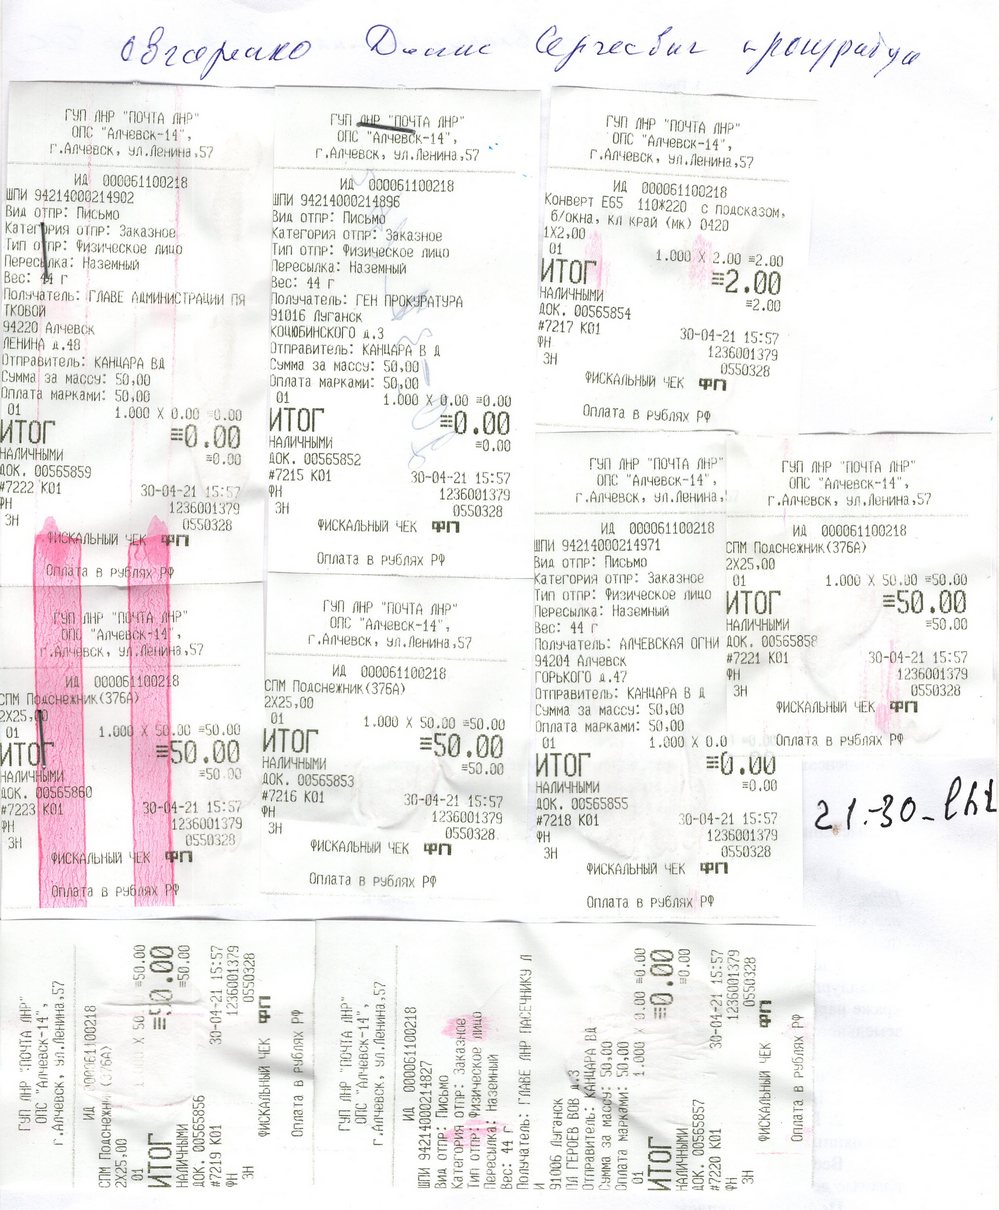 Сергеевич
ГУП ЛНР "ПОЧТА ЛНР"
ОПС "Алчевск-14",
г.Алчевск, ул.Ленина,57
ИД 000061100218
ШПИ 94214000214902
Вид отпр: Письмо
Категория отпр: Заказное
Тип отпр: Физическое лицо
Пересылка: Наземный
Вес: 44 г
Получатель: ГЛАВЕ АДМИНИСТРАЦИИ ПЯ
ТКОВОЙ
94220 Алчевск
ЛЕНИНА д.48
Отправитель: КАНЦАРА ВД
Сумма за массу: 50,00
Оплата марками: 50,00
01 1.000 X 0.00 ≡0.00
ИТОГ ≡0.00
НАЛИЧНЫМИ ≡0.00
ДОК. 00565859
#7222 К01 30-04-21 15:57
ФН 1236001379
ЗН 0550328
ФИСКАЛЬНЫЙ ЧЕК ФП
Оплата в рублях РФ
ГУП ЛНР "ПОЧТА ЛНР"
ОПС "Алчевск-14",
г.Алчевск, ул.Ленина,57
ИД 000061100218
ШПИ 94214000214896
Вид отпр: Письмо
Категория отпр: Заказное
Тип отпр: Физическое лицо
Пересылка: Наземный
Вес: 44 г
Получатель: ГЕН ПРОКУРАТУРА
91016 Луганск
КОЦЮБИНСКОГО д.3
Отправитель: КАНЦАРА В Д
Сумма за массу: 50,00
Оплата марками: 50,00
01 1.000 X 0.00 ≡0.00
ИТОГ ≡0.00
НАЛИЧНЫМИ ≡0.00
ДОК. 00565852
#7215 К01 30-04-21 15:57
ФН 1236001379
ЗН 0550328
ФИСКАЛЬНЫЙ ЧЕК ФП
Оплата в рублях РФ
ГУП ЛНР "ПОЧТА ЛНР"
ОПС "Алчевск-14",
г.Алчевск, ул.Ленина,57
ИД 000061100218
Конверт Е65 110*220 с подсказом,
б/окна, кл край (мк) 0420
1X2,00
01 1.000 X 2.00 ≡2.00
ИТОГ ≡2.00
НАЛИЧНЫМИ ≡2.00
ДОК. 00565854
#7217 К01 30-04-21 15:57
ФН 1236001379
ЗН 0550328
ФИСКАЛЬНЫЙ ЧЕК ФП
Оплата в рублях РФ
ГУП ЛНР "ПОЧТА ЛНР"
ОПС "Алчевск-14",
г.Алчевск, ул.Ленина,
ИД 000061100218
ШПИ 94214000214971
Вид отпр: Письмо
Категория отпр: Заказное
Тип отпр: Физическое лицо
Пересылка: Наземный
Вес: 44 г
Получатель: АЛЧЕВСКАЯ ОГНИ
94204 Алчевск
ГОРЬКОГО д.47
Отправитель: КАНЦАРА В Д
Сумма за массу: 50,00
Оплата марками: 50,00
01 1.000 X 0.0
ИТОГ ≡0.00
НАЛИЧНЫМИ ≡0.00
ДОК. 00565855
#7218 К01 30-04-21 15:57
ФН 1236001379
ЗН 0550328
ФИСКАЛЬНЫЙ ЧЕК ФП
Оплата в рублях РФ
ГУП ЛНР "ПОЧТА ЛНР"
ОПС "Алчевск-14",
г.Алчевск, ул.Ленина,57
ИД 000061100218
СПМ Подснежник(376А)
2X25,00
01 1.000 X 50.00 ≡50.00
ИТОГ ≡50.00
НАЛИЧНЫМИ ≡50.00
ДОК. 00565858
#7221 К01 30-04-21 15:57
ФН 1236001379
ЗН 0550328
ФИСКАЛЬНЫЙ ЧЕК ФП
Оплата в рублях РФ
ГУП ЛНР "ПОЧТА ЛНР"
ОПС "Алчевск-14",
г.Алчевск, ул.Ленина,57
ИД 000061100218
СПМ Подснежник(376А)
2X25,00
01 1.000 X 50.00 ≡50.00
ИТОГ ≡50.00
НАЛИЧНЫМИ ≡50.00
ДОК. 00565860
#7223 К01 30-04-21 15:57
ФН 1236001379
ЗН 0550328
ФИСКАЛЬНЫЙ ЧЕК ФП
Оплата в рублях РФ
ГУП ЛНР "ПОЧТА ЛНР"
ОПС "Алчевск-14",
г.Алчевск, ул.Ленина,57
ИД 000061100218
СПМ Подснежник(376А)
2X25,00
01 1.000 X 50.00 ≡50.00
ИТОГ ≡50.00
НАЛИЧНЫМИ ≡50.00
ДОК. 00565853
#7216 К01 30-04-21 15:57
ФН 1236001379
ЗН 0550328
ФИСКАЛЬНЫЙ ЧЕК ФП
Оплата в рублях РФ
21-30
ГУП ЛНР "ПОЧТА ЛНР"
ОПС "Алчевск-14",
г.Алчевск, ул.Ленина,57
ИД 000061100218
СПМ Подснежник(376А)
2X25,00
01 1.000 X 50.00 ≡50.00
ИТОГ ≡50.00
НАЛИЧНЫМИ ≡50.00
ДОК. 00565856
#7219 К01 30-04-21 15:57
ФН 1236001379
ЗН 0550328
ФИСКАЛЬНЫЙ ЧЕК ФП
Оплата в рублях РФ
ГУП ЛНР "ПОЧТА ЛНР"
ОПС "Алчевск-14",
г.Алчевск, ул.Ленина,57
ИД 000061100218
ШПИ 94214000214827
Вид отпр: Письмо
Категория отпр: Заказное
Тип отпр: Физическое лицо
Пересылка: Наземный
Вес: 44 г
Получатель: ГЛАВЕ ЛНР ПАСЕЧНИКУ Л
И
91006 Луганск
ПЛ ГЕРОЕВ ВОВ д.3
Отправитель: КАНЦАРА ВД
Сумма за массу: 50,00
Оплата марками: 50,00
01 1.000 X 0.00 ≡0.00
ИТОГ ≡0.00
НАЛИЧНЫМИ ≡0.00
ДОК. 00565857
#7220 К01 30-04-21 15:57
ФН 1236001379
ЗН 0550328
ФИСКАЛЬНЫЙ ЧЕК ФП
Оплата в рублях РФ